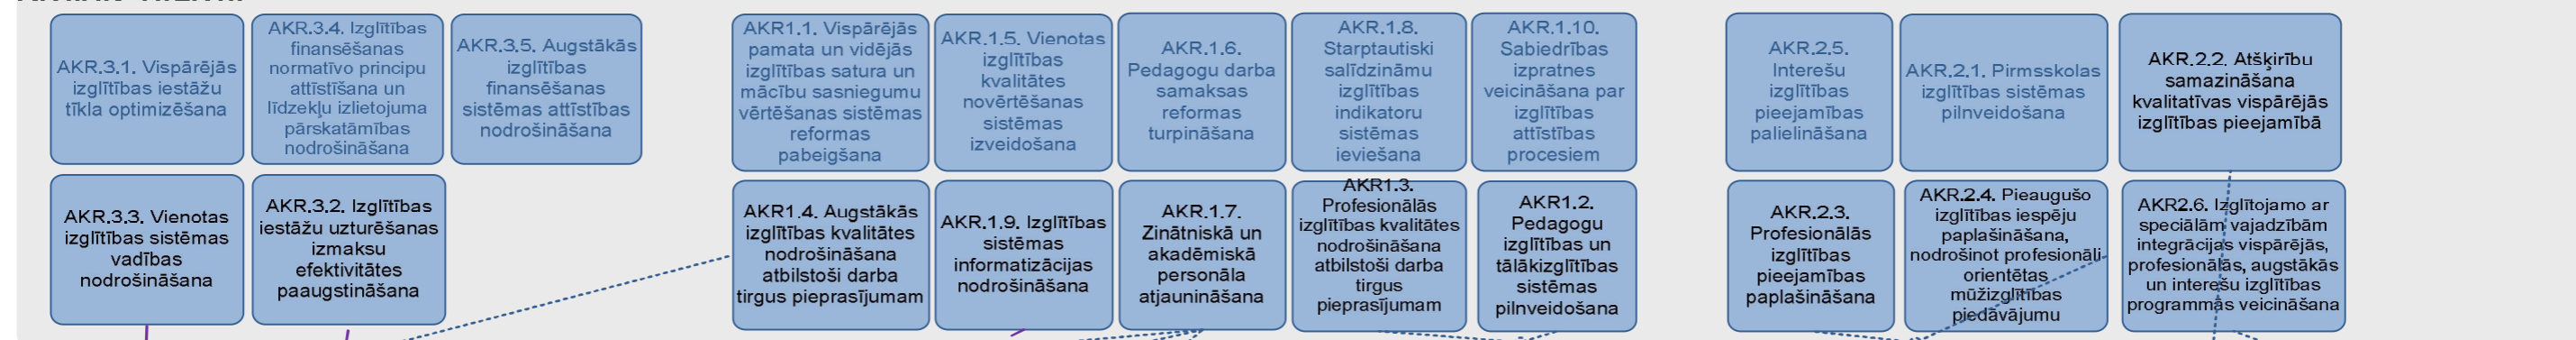 AKR.3.1. Vispārējās
izglītības iestāžu
tīkla optimizēšana
AKR.3.4. Izglītības
finansēšanas
normatīvo principu
attīstīšana un
līdzekļu izlietojuma
pārskatāmības
nodrošināšana
AKR.3.5. Augstākās
izglītības
finansēšanas
sistēmas attīstības
nodrošināšana
AKR1.1. Vispārējās
pamata un vidējās
izglītības satura un
mācību sasniegumu
vērtēšanas sistēmas
reformas
pabeigšana
AKR.1.5. Vienotas
izglītības
kvalitātes
novērtēšanas
sistēmas
izveidošana
AKR.1.6.
Pedagogu darba
samaksas
reformas
turpināšana
AKR.1.8.
Starptautiski
salīdzināmu
izglītības
indikatoru
sistēmas
ieviešana
AKR.1.10.
Sabiedrības
izpratnes
veicināšana par
izglītības
attīstības
procesiem
AKR.2.5.
Interešu
izglītības
pieejamības
palielināšana
AKR.2.1. Pirmsskolas
izglītības sistēmas
pilnveidošana
AKR.2.2. Atšķirību
samazināšana
kvalitatīvas vispārējās
izglītības pieejamībā
AKR.3.3. Vienotas
izglītības sistēmas
vadības
nodrošināšana
AKR.3.2. Izglītības
iestāžu uzturēšanas
izmaksu
efektivitātes
paaugstināšana
AKR1.4. Augstākās
izglītības kvalitātes
nodrošināšana
atbilstoši darba
tirgus pieprasījumam
AKR.1.9. Izglītības
sistēmas
informatizācijas
nodrošināšana
AKR.1.7.
Zinātniskā un
akadēmiskā
personāla
atjaunināšana
AKR1.3.
Profesionālās
izglītības kvalitātes
nodrošināšana
atbilstoši darba
tirgus
pieprasījumam
AKR1.2.
Pedagogu
izglītības un
tālākizglītības
sistēmas
pilnveidošana
AKR.2.3.
Profesionālās
izglītības
pieejamības
paplašināšana
AKR.2.4. Pieaugušo
izglītības iespēju
paplašināšana,
nodrošinot profesionāli
orientētas
mūžizglītības
piedāvājumu
AKR2.6. Izglītojamo ar
speciālām vajadzībām
integrācijas vispārējās,
profesionālās, augstākās
un interešu izglītības
programmās veicināšana